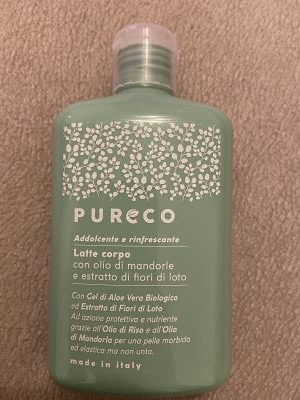 PURECO
Addolcente e rinfrescante
Latte corpo
con olio di mandorle
e estratto di fiori di loto
Con Gel di Aloe Vera Biologico
ed Estratto di Fiori di Loto
Ad azione protettiva e nutriente
grazie all'Olio di Riso e all'Olio
di Mandorla per una pelle morbida
ed elastica ma non unta.
made in italy